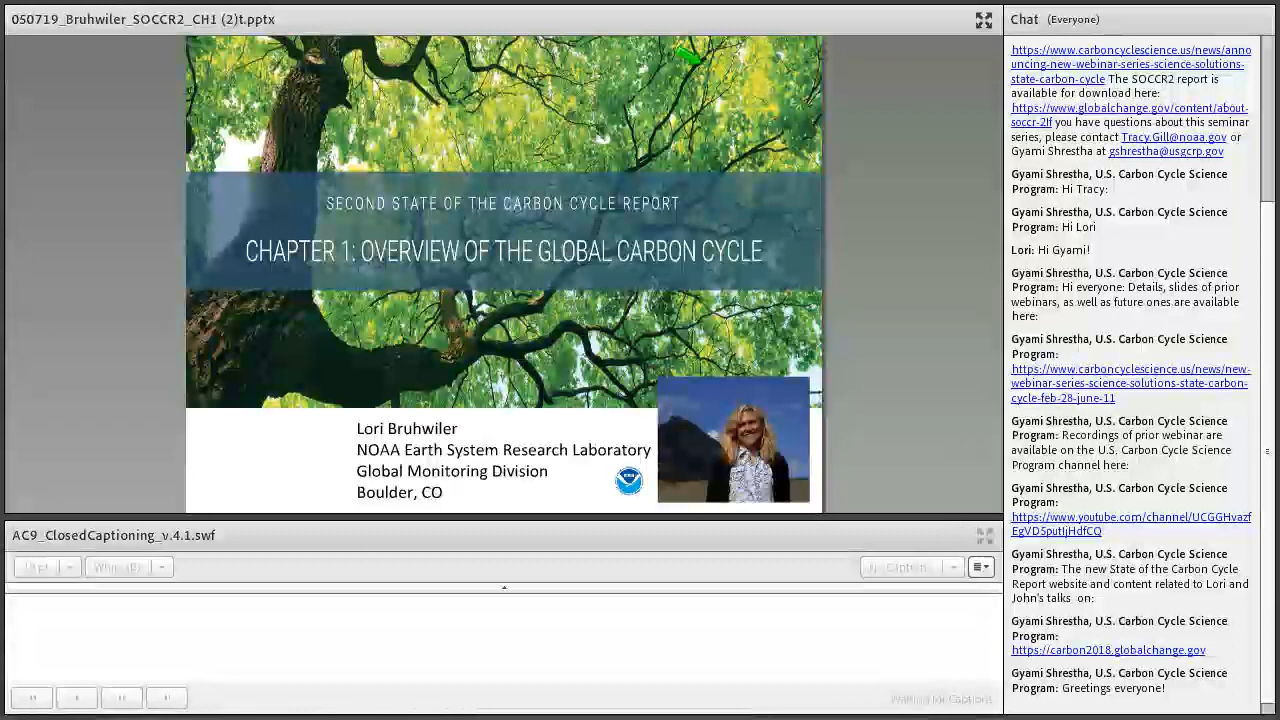 050719_Bruhwiler_SOCCR2_CH1 (2)t.pptx
SECOND STATE OF THE CARBON CYCLE REPORT
CHAPTER 1: OVERVIEW OF THE GLOBAL CARBON CYCLE
Lori Bruhwiler
NOAA Earth System Research Laboratory
Global Monitoring Division
Boulder, CO
AC9_ClosedCaptioning_v.4.1.swf
Waiting for Captions
Chat (Everyone)
https://www.carboncyclescience.us/news/anno
uncing-new-webinar-series-science-solutions-
state-carbon-cycle The SOCCR2 report is
available for download here:
https://www.globalchange.gov/content/about-
soccr-2If you have questions about this seminar
series, please contact Tracy.Gill@noaa.gov or
Gyami Shrestha at gshrestha@usgcrp.gov
Gyami Shrestha, U.S. Carbon Cycle Science
Program: Hi Tracy:
Gyami Shrestha, U.S. Carbon Cycle Science
Program: Hi Lori
Lori: Hi Gyami!
Gyami Shrestha, U.S. Carbon Cycle Science
Program: Hi everyone: Details, slides of prior
webinars, as well as future ones are available
here:
Gyami Shrestha, U.S. Carbon Cycle Science
Program:
https://www.carboncyclescience.us/news/new-
webinar-series-science-solutions-state-carbon-
cycle-feb-28-june-11
Gyami Shrestha, U.S. Carbon Cycle Science
Program: Recordings of prior webinar are
available on the U.S. Carbon Cycle Science
Program channel here:
Gyami Shrestha, U.S. Carbon Cycle Science
Program:
https://www.youtube.com/channel/UCGGHvazf
EgVD5putIjHdfCQ
Gyami Shrestha, U.S. Carbon Cycle Science
Program: The new State of the Carbon Cycle
Report website and content related to Lori and
John's talks on:
Gyami Shrestha, U.S. Carbon Cycle Science
Program:
https://carbon2018.globalchange.gov
Gyami Shrestha, U.S. Carbon Cycle Science
Program: Greetings everyone!